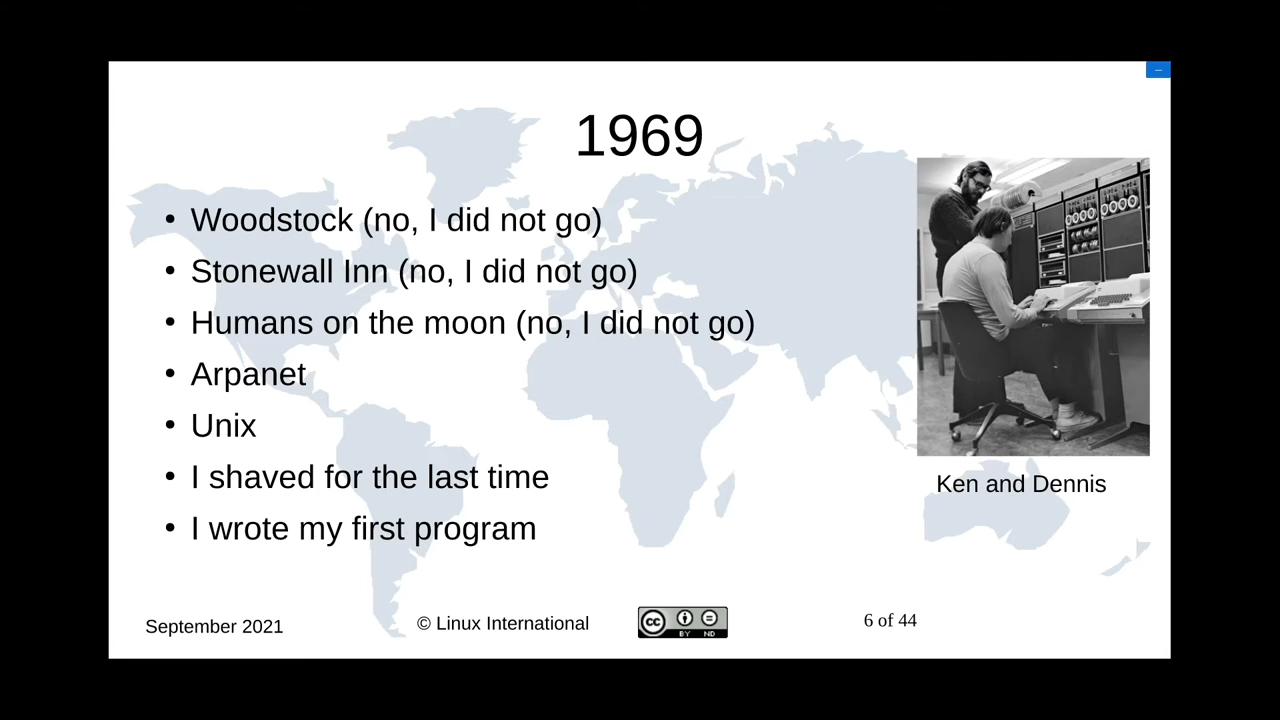 1969
• Woodstock (no, I did not go)
• Stonewall Inn (no, I did not go)
• Humans on the moon (no, I did not go)
• Arpanet
• Unix
• I shaved for the last time
• I wrote my first program
Ken and Dennis
September 2021
© Linux International
cc BY ND
6 of 44